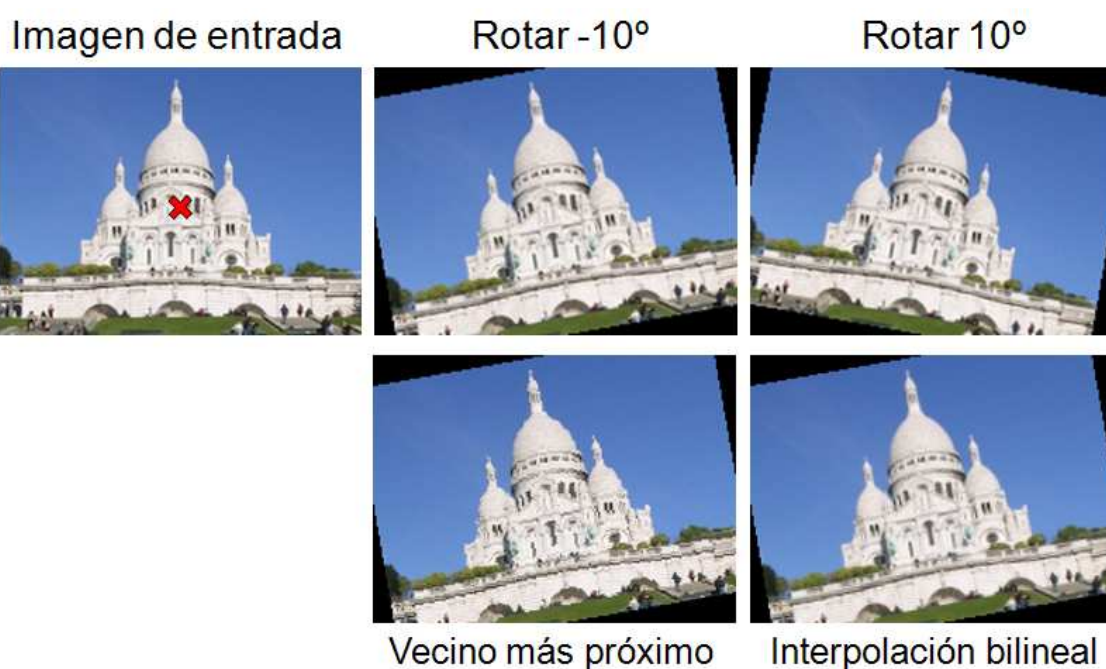 Imagen de entrada
Rotar -10º
Rotar 10º
Vecino más próximo
Interpolación bilineal